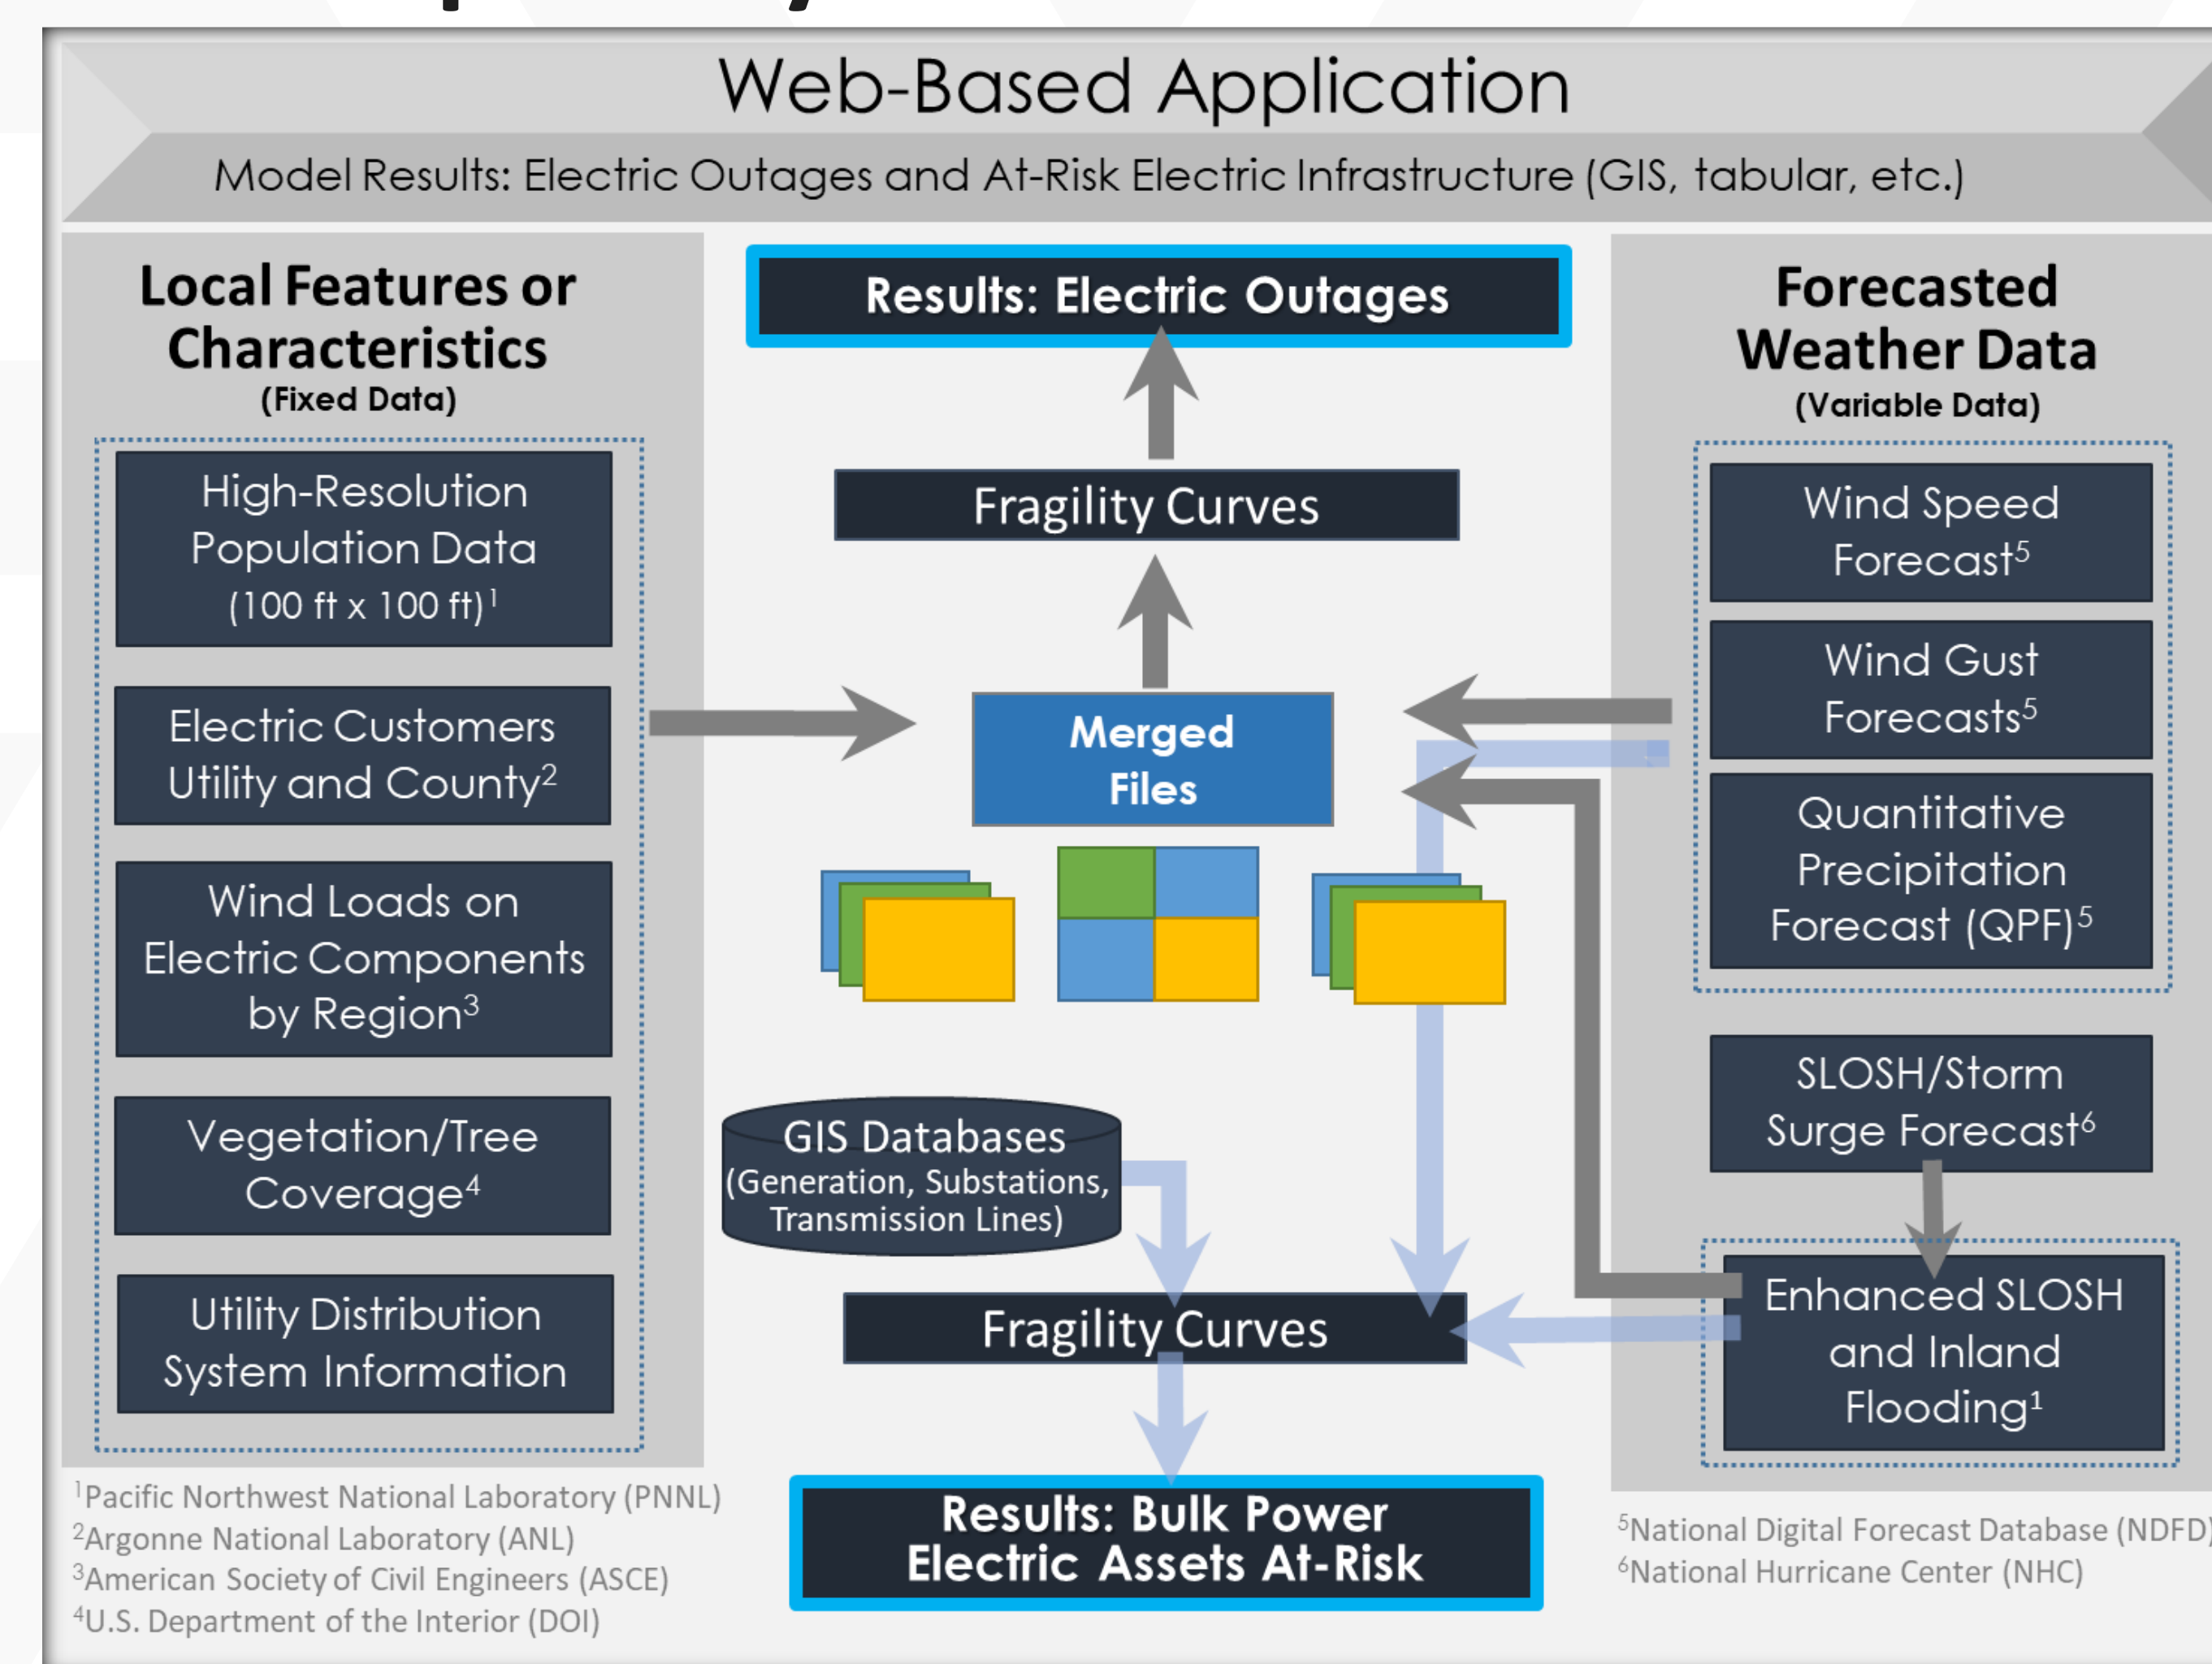 Web-Based Application
Model Results: Electric Outages and At-Risk Electric Infrastructure (GIS, tabular, etc.)
Local Features or
Characteristics
(Fixed Data)
High-Resolution
Population Data
(100 ft x 100 ft)¹
Electric Customers
Utility and County²
Wind Loads on
Electric Components
by Region³
Vegetation/Tree
Coverage⁴
Utility Distribution
System Information
¹Pacific Northwest National Laboratory (PNNL)
²Argonne National Laboratory (ANL)
³American Society of Civil Engineers (ASCE)
⁴U.S. Department of the Interior (DOI)
Results: Electric Outages
Fragility Curves
Merged
Files
GIS Databases
(Generation, Substations,
Transmission Lines)
Fragility Curves
Results: Bulk Power
Electric Assets At-Risk
Forecasted
Weather Data
(Variable Data)
Wind Speed
Forecast⁵
Wind Gust
Forecasts⁵
Quantitative
Precipitation
Forecast (QPF)⁵
SLOSH/Storm
Surge Forecast⁶
Enhanced SLOSH
and Inland
Flooding¹
⁵National Digital Forecast Database (NDFD)
⁶National Hurricane Center (NHC)